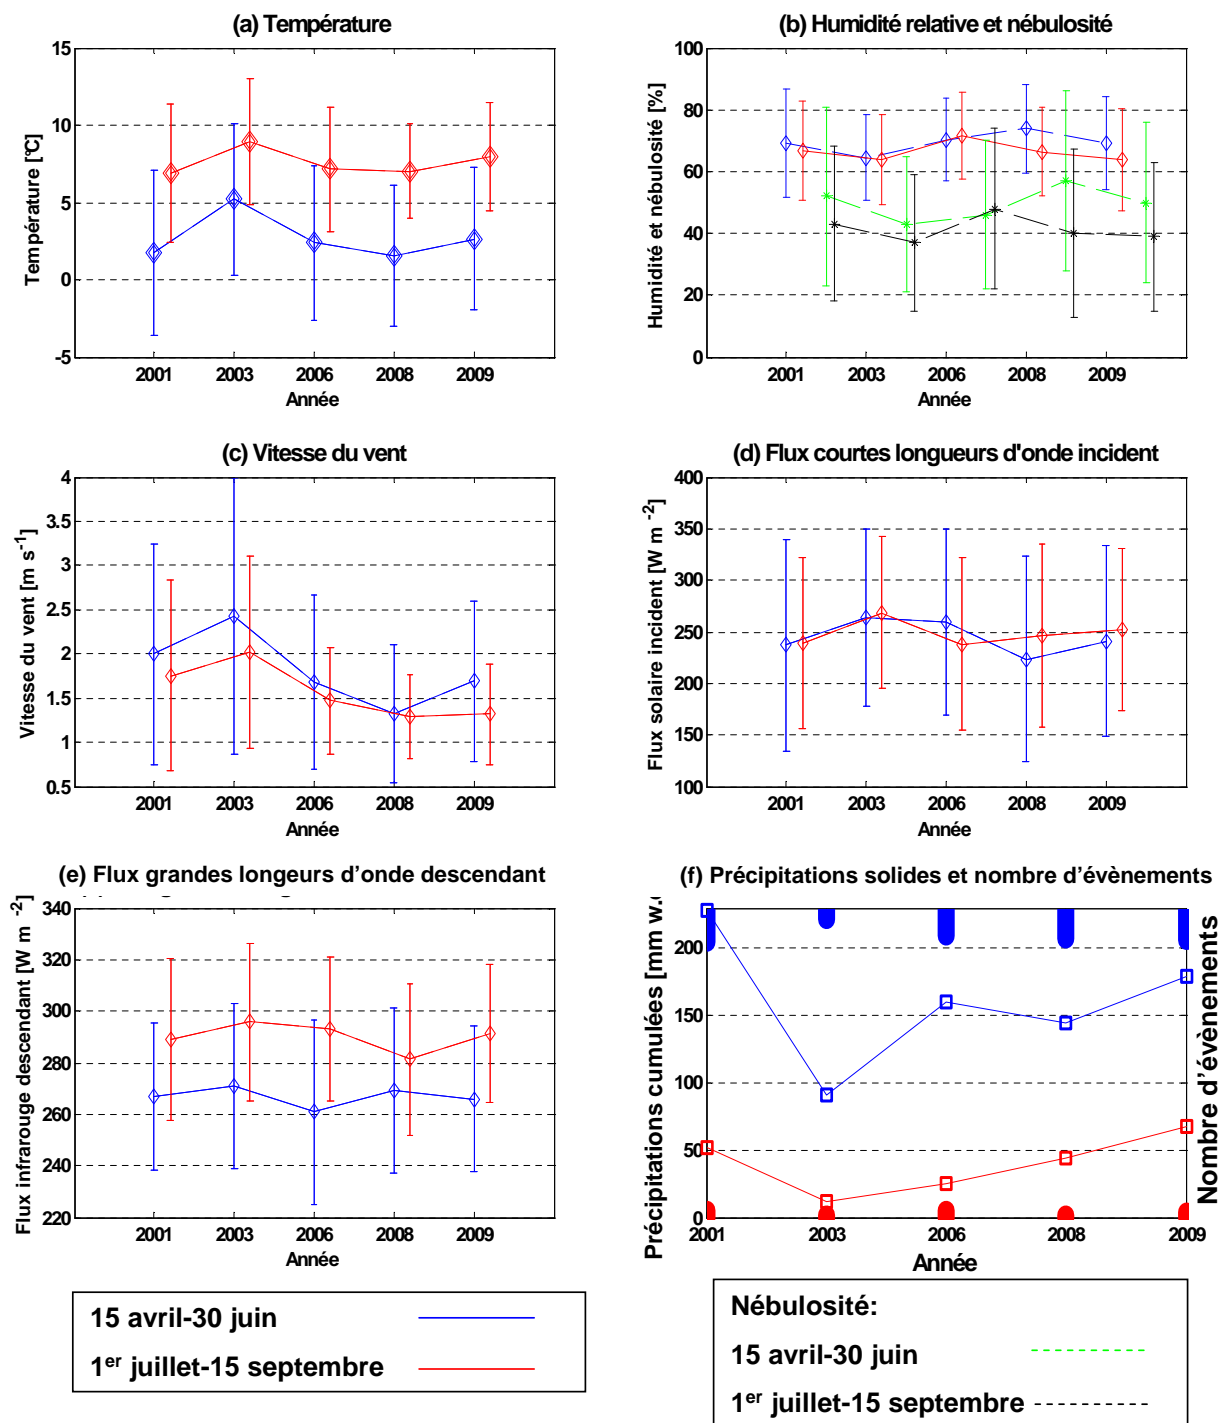 (a) Température
Température [°C]
15
10
5
0
-5
2001 2003 2006 2008 2009
Année
(b) Humidité relative et nébulosité
Humidité et nébulosité [%]
100
80
60
40
20
0
2001 2003 2006 2008 2009
Année
(c) Vitesse du vent
Vitesse du vent [m s⁻¹]
4
3.5
3
2.5
2
1.5
1
0.5
2001 2003 2006 2008 2009
Année
(d) Flux courtes longueurs d'onde incident
Flux solaire incident [W m ⁻²]
400
350
300
250
200
150
100
2001 2003 2006 2008 2009
Année
(e) Flux grandes longeurs d’onde descendant
Flux infrarouge descendant [W m ⁻²]
340
320
300
280
260
240
220
2001 2003 2006 2008 2009
Année
(f) Précipitations solides et nombre d’évènements
Précipitations cumulées [mm w.
200
150
100
50
0
2001 2003 2006 2008 2009
Année
Nombre d’évènements
15 avril-30 juin
1er juillet-15 septembre
Nébulosité:
15 avril-30 juin
1er juillet-15 septembre